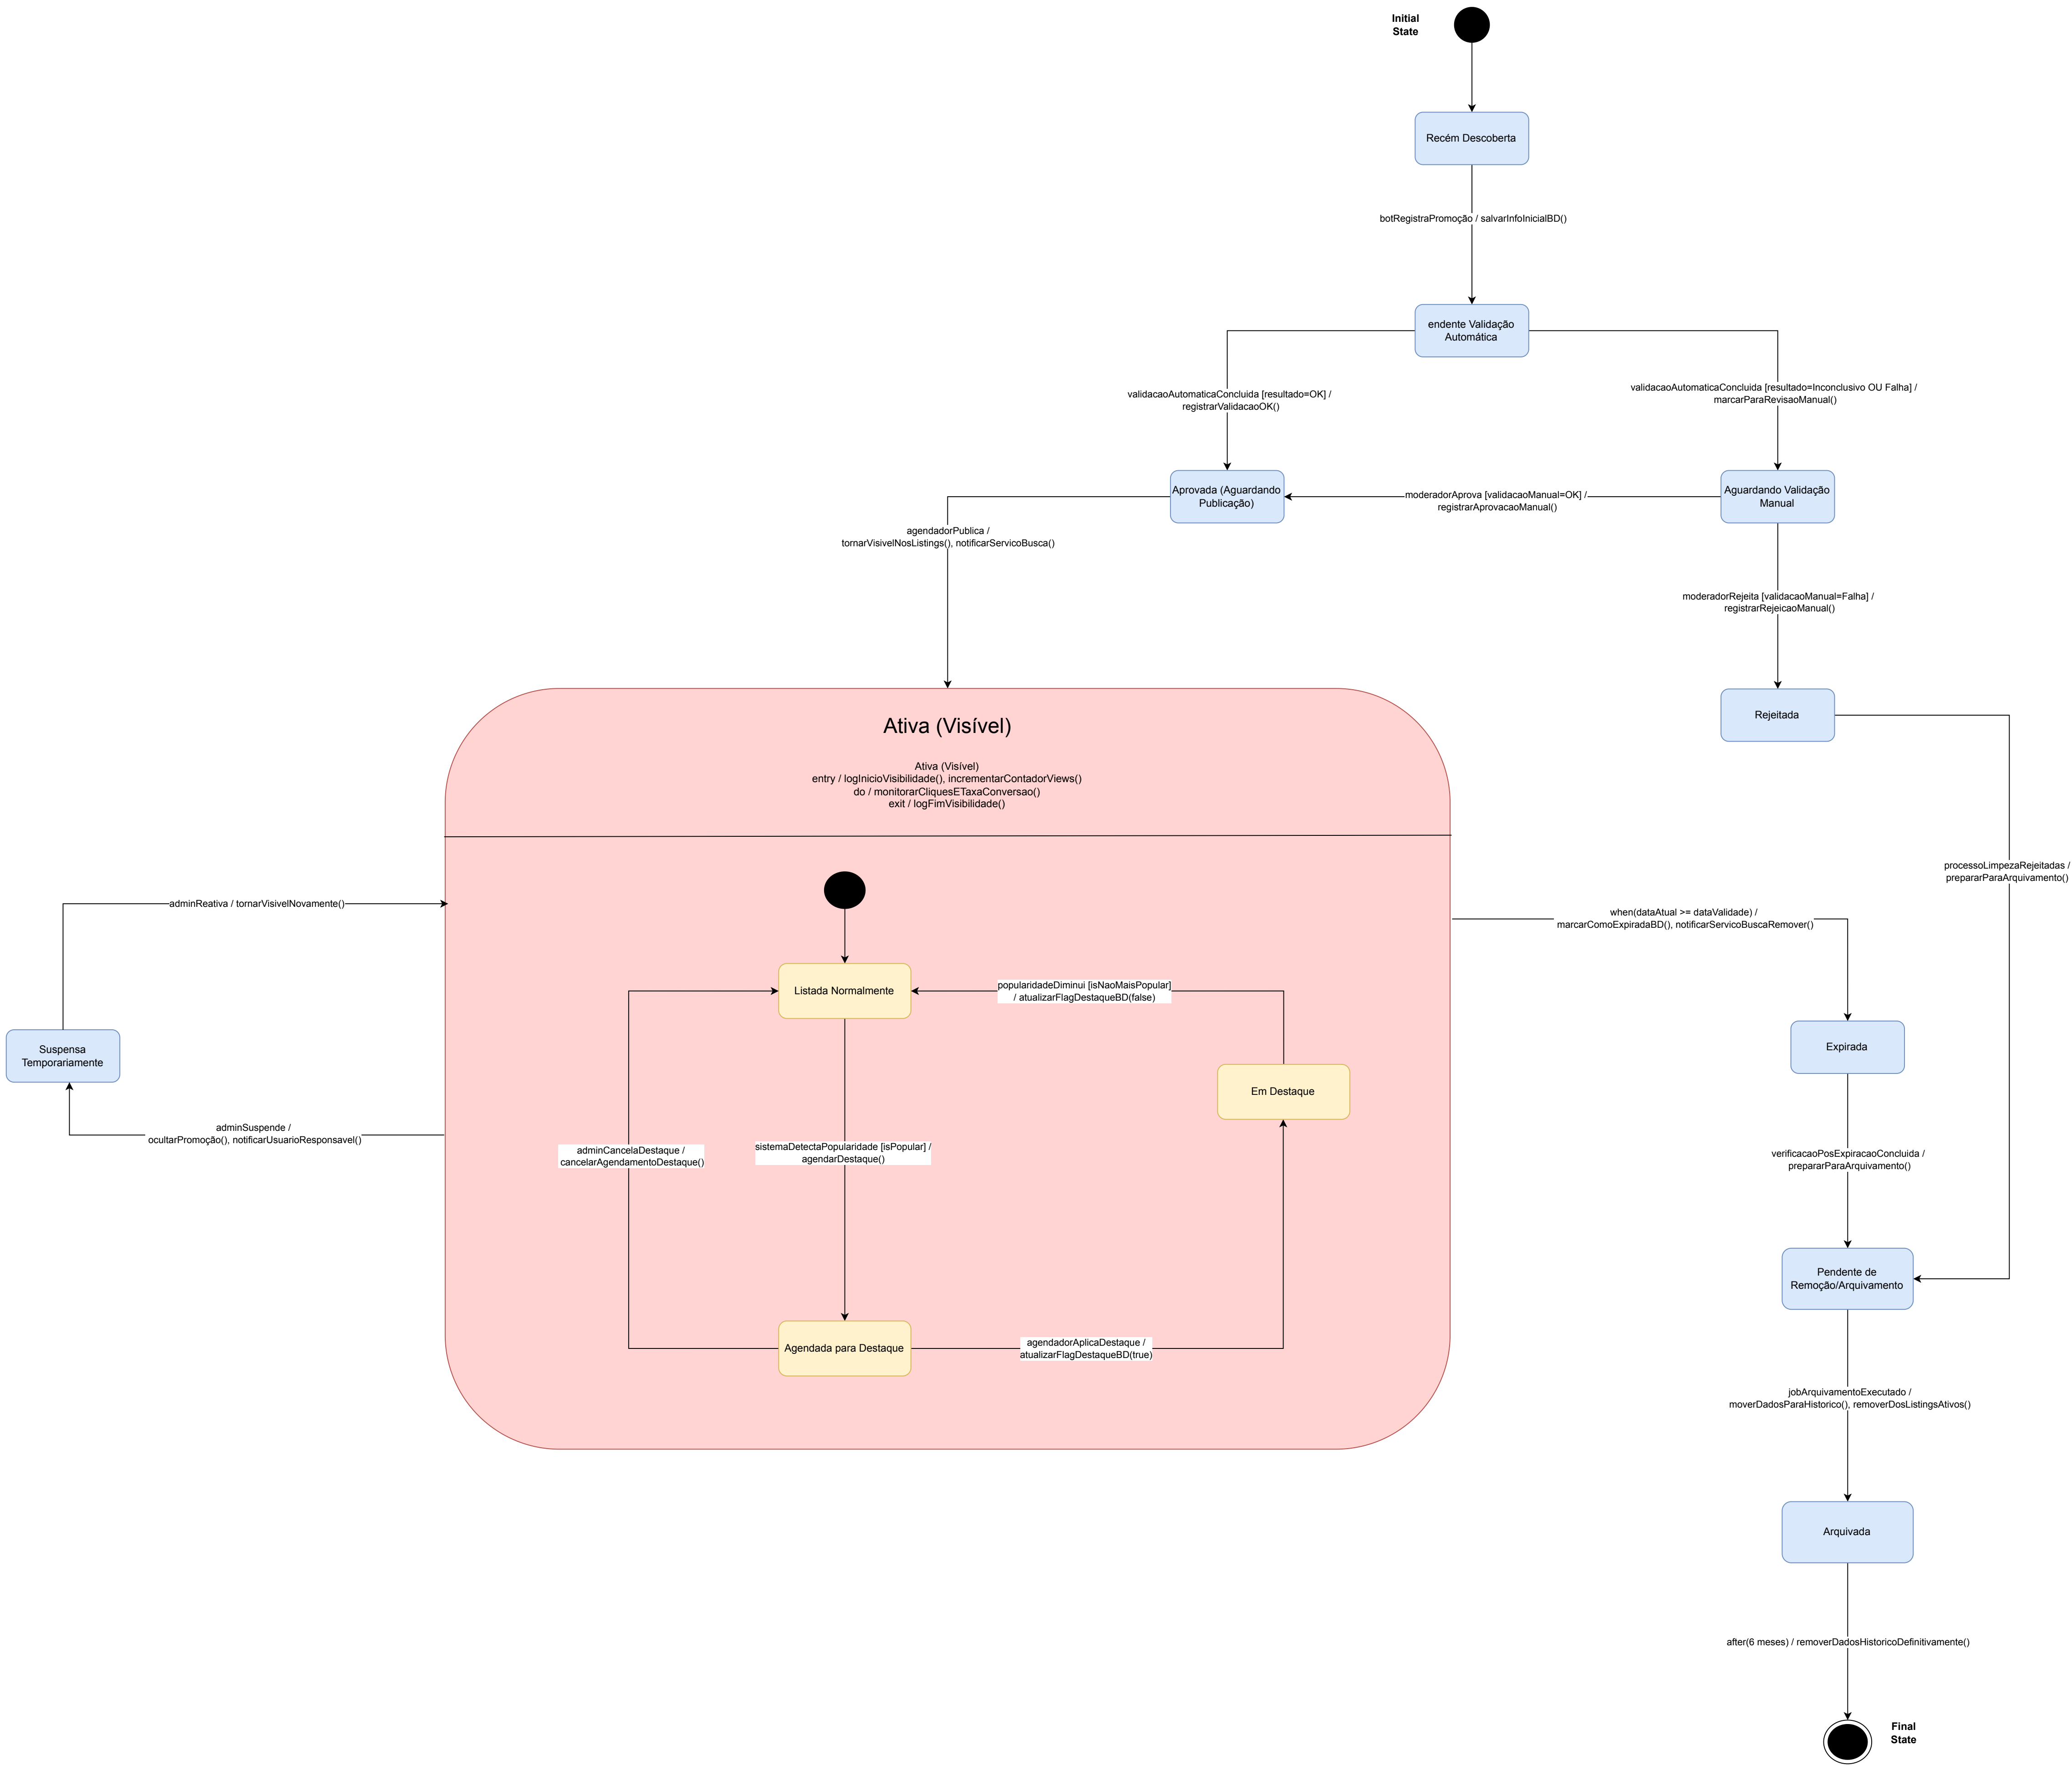 Initial
State
Recém Descoberta
botRegistraPromoção / salvarInfoInicialBD()
endente Validação
Automática
validacaoAutomaticaConcluida [resultado=OK] /
registrarValidacaoOK()
validacaoAutomaticaConcluida [resultado=Inconclusivo OU Falha] /
marcarParaRevisaoManual()
Aprovada (Aguardando
Publicação)
moderadorAprova [validacaoManual=OK] /
registrarAprovacaoManual()
Aguardando Validação
Manual
agendadorPublica /
tornarVisivelNosListings(), notificarServicoBusca()
moderadorRejeita [validacaoManual=Falha] /
registrarRejeicaoManual()
Rejeitada
Ativa (Visível)
Ativa (Visível)
entry / logInicioVisibilidade(), incrementarContadorViews()
do / monitorarCliquesETaxaConversao()
exit / logFimVisibilidade()
processoLimpezaRejeitadas /
prepararParaArquivamento()
adminReativa / tornarVisivelNovamente()
when(dataAtual >= dataValidade) /
marcarComoExpiradaBD(), notificarServicoBuscaRemover()
Listada Normalmente
popularidadeDiminui [isNaoMaisPopular]
/ atualizarFlagDestaqueBD(false)
Suspensa
Temporariamente
Expirada
Em Destaque
adminSuspende /
ocultarPromoção(), notificarUsuarioResponsavel()
adminCancelaDestaque /
cancelarAgendamentoDestaque()
sistemaDetectaPopularidade [isPopular] /
agendarDestaque()
verificacaoPosExpiracaoConcluida /
prepararParaArquivamento()
Pendente de
Remoção/Arquivamento
Agendada para Destaque
agendadorAplicaDestaque /
atualizarFlagDestaqueBD(true)
jobArquivamentoExecutado /
moverDadosParaHistorico(), removerDosListingsAtivos()
Arquivada
after(6 meses) / removerDadosHistoricoDefinitivamente()
Final
State